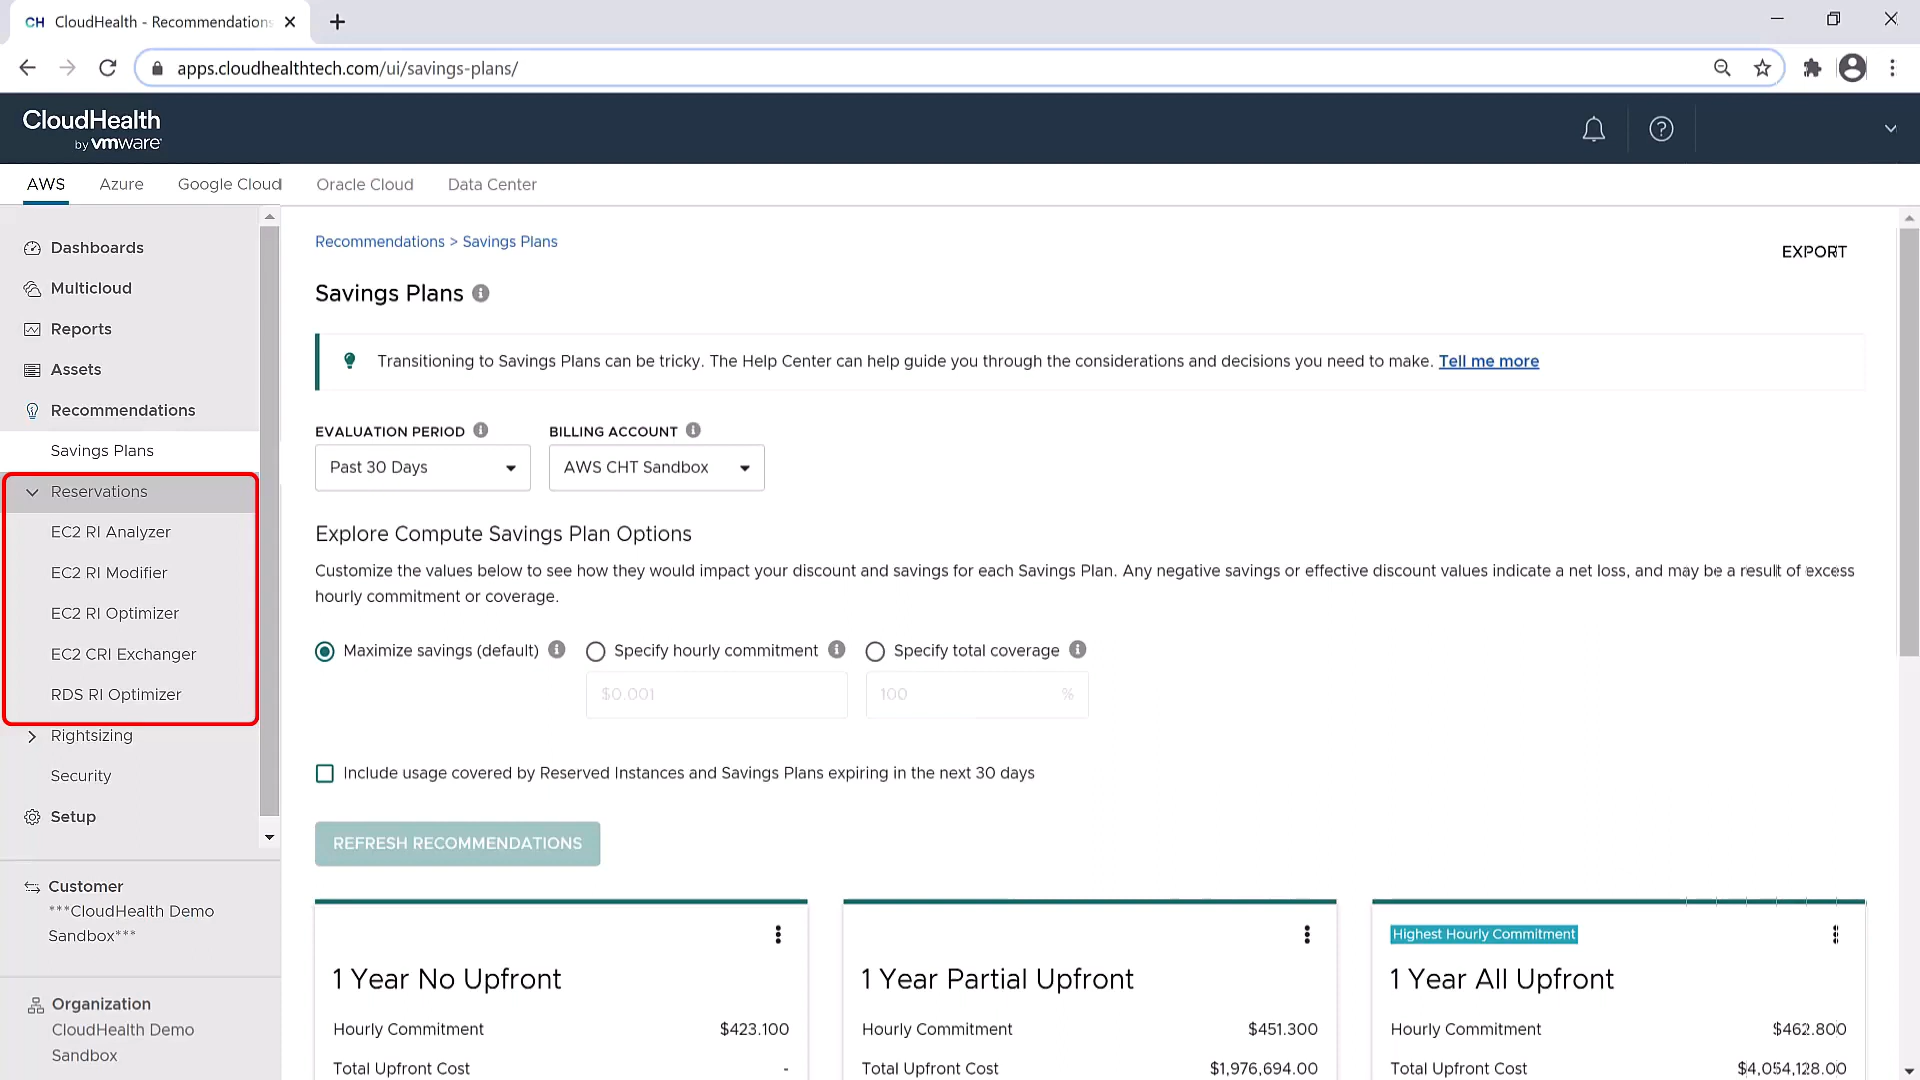 CH CloudHealth - Recommendations
apps.cloudhealthtech.com/ui/savings-plans/
CloudHealth
by vmware
AWS
Azure
Google Cloud
Oracle Cloud
Data Center
Dashboards
Multicloud
Reports
Assets
Recommendations
Savings Plans
Reservations
EC2 RI Analyzer
EC2 RI Modifier
EC2 RI Optimizer
EC2 CRI Exchanger
RDS RI Optimizer
Rightsizing
Security
Setup
Customer
***CloudHealth Demo
Sandbox***
Organization
CloudHealth Demo
Sandbox
Recommendations > Savings Plans
EXPORT
Savings Plans
Transitioning to Savings Plans can be tricky. The Help Center can help guide you through the considerations and decisions you need to make. Tell me more
EVALUATION PERIOD
BILLING ACCOUNT
Past 30 Days
AWS CHT Sandbox
Explore Compute Savings Plan Options
Customize the values below to see how they would impact your discount and savings for each Savings Plan. Any negative savings or effective discount values indicate a net loss, and may be a result of excess
hourly commitment or coverage.
Maximize savings (default)
Specify hourly commitment
Specify total coverage
$0.001
100 %
Include usage covered by Reserved Instances and Savings Plans expiring in the next 30 days
REFRESH RECOMMENDATIONS
1 Year No Upfront
Hourly Commitment $423.100
Total Upfront Cost -
1 Year Partial Upfront
Hourly Commitment $451.300
Total Upfront Cost $1,976,694.00
Highest Hourly Commitment
1 Year All Upfront
Hourly Commitment $462.800
Total Upfront Cost $4,054,128.00